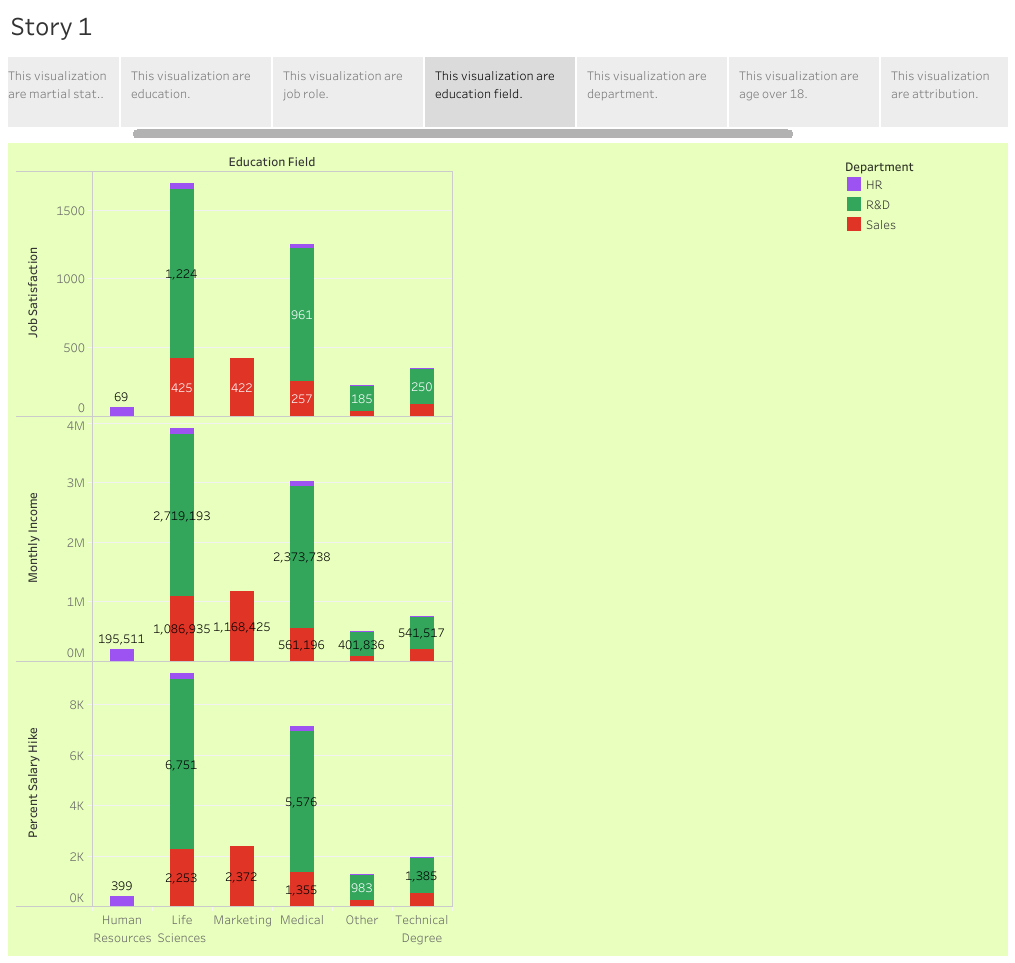 Story 1
This visualization
are martial stat..
This visualization are
education.
This visualization are
job role.
This visualization are
education field.
This visualization are
department.
This visualization are
age over 18.
This visualization
are attribution.
Education Field
Department
HR
R&D
Sales
Job Satisfaction
1500
1000
500
0
1,224
425
69
422
961
257
185
250
Monthly Income
4M
3M
2M
1M
0M
2,719,193
1,086,935
195,511
1,168,425
2,373,738
561,196
401,836
541,517
Percent Salary Hike
8K
6K
4K
2K
0K
6,751
2,253
399
2,372
5,576
1,355
983
1,385
Human
Resources
Life
Sciences
Marketing
Medical
Other
Technical
Degree